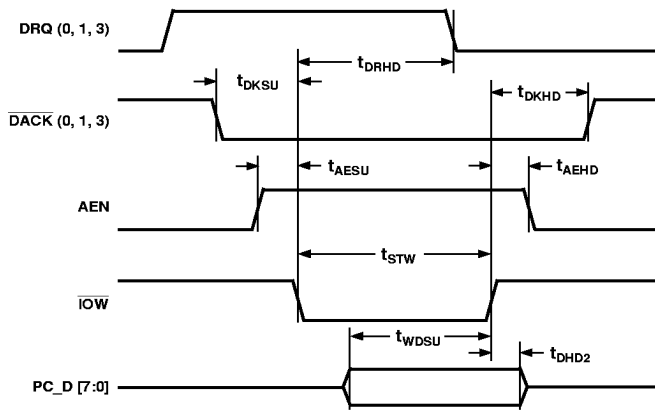 DRQ (0, 1, 3)
tDRHD
tDKSU
tDKHD
DACK (0, 1, 3)
tAESU
tAEHD
AEN
tSTW
IOW
tWDSU
tDHD2
PC_D [7:0]